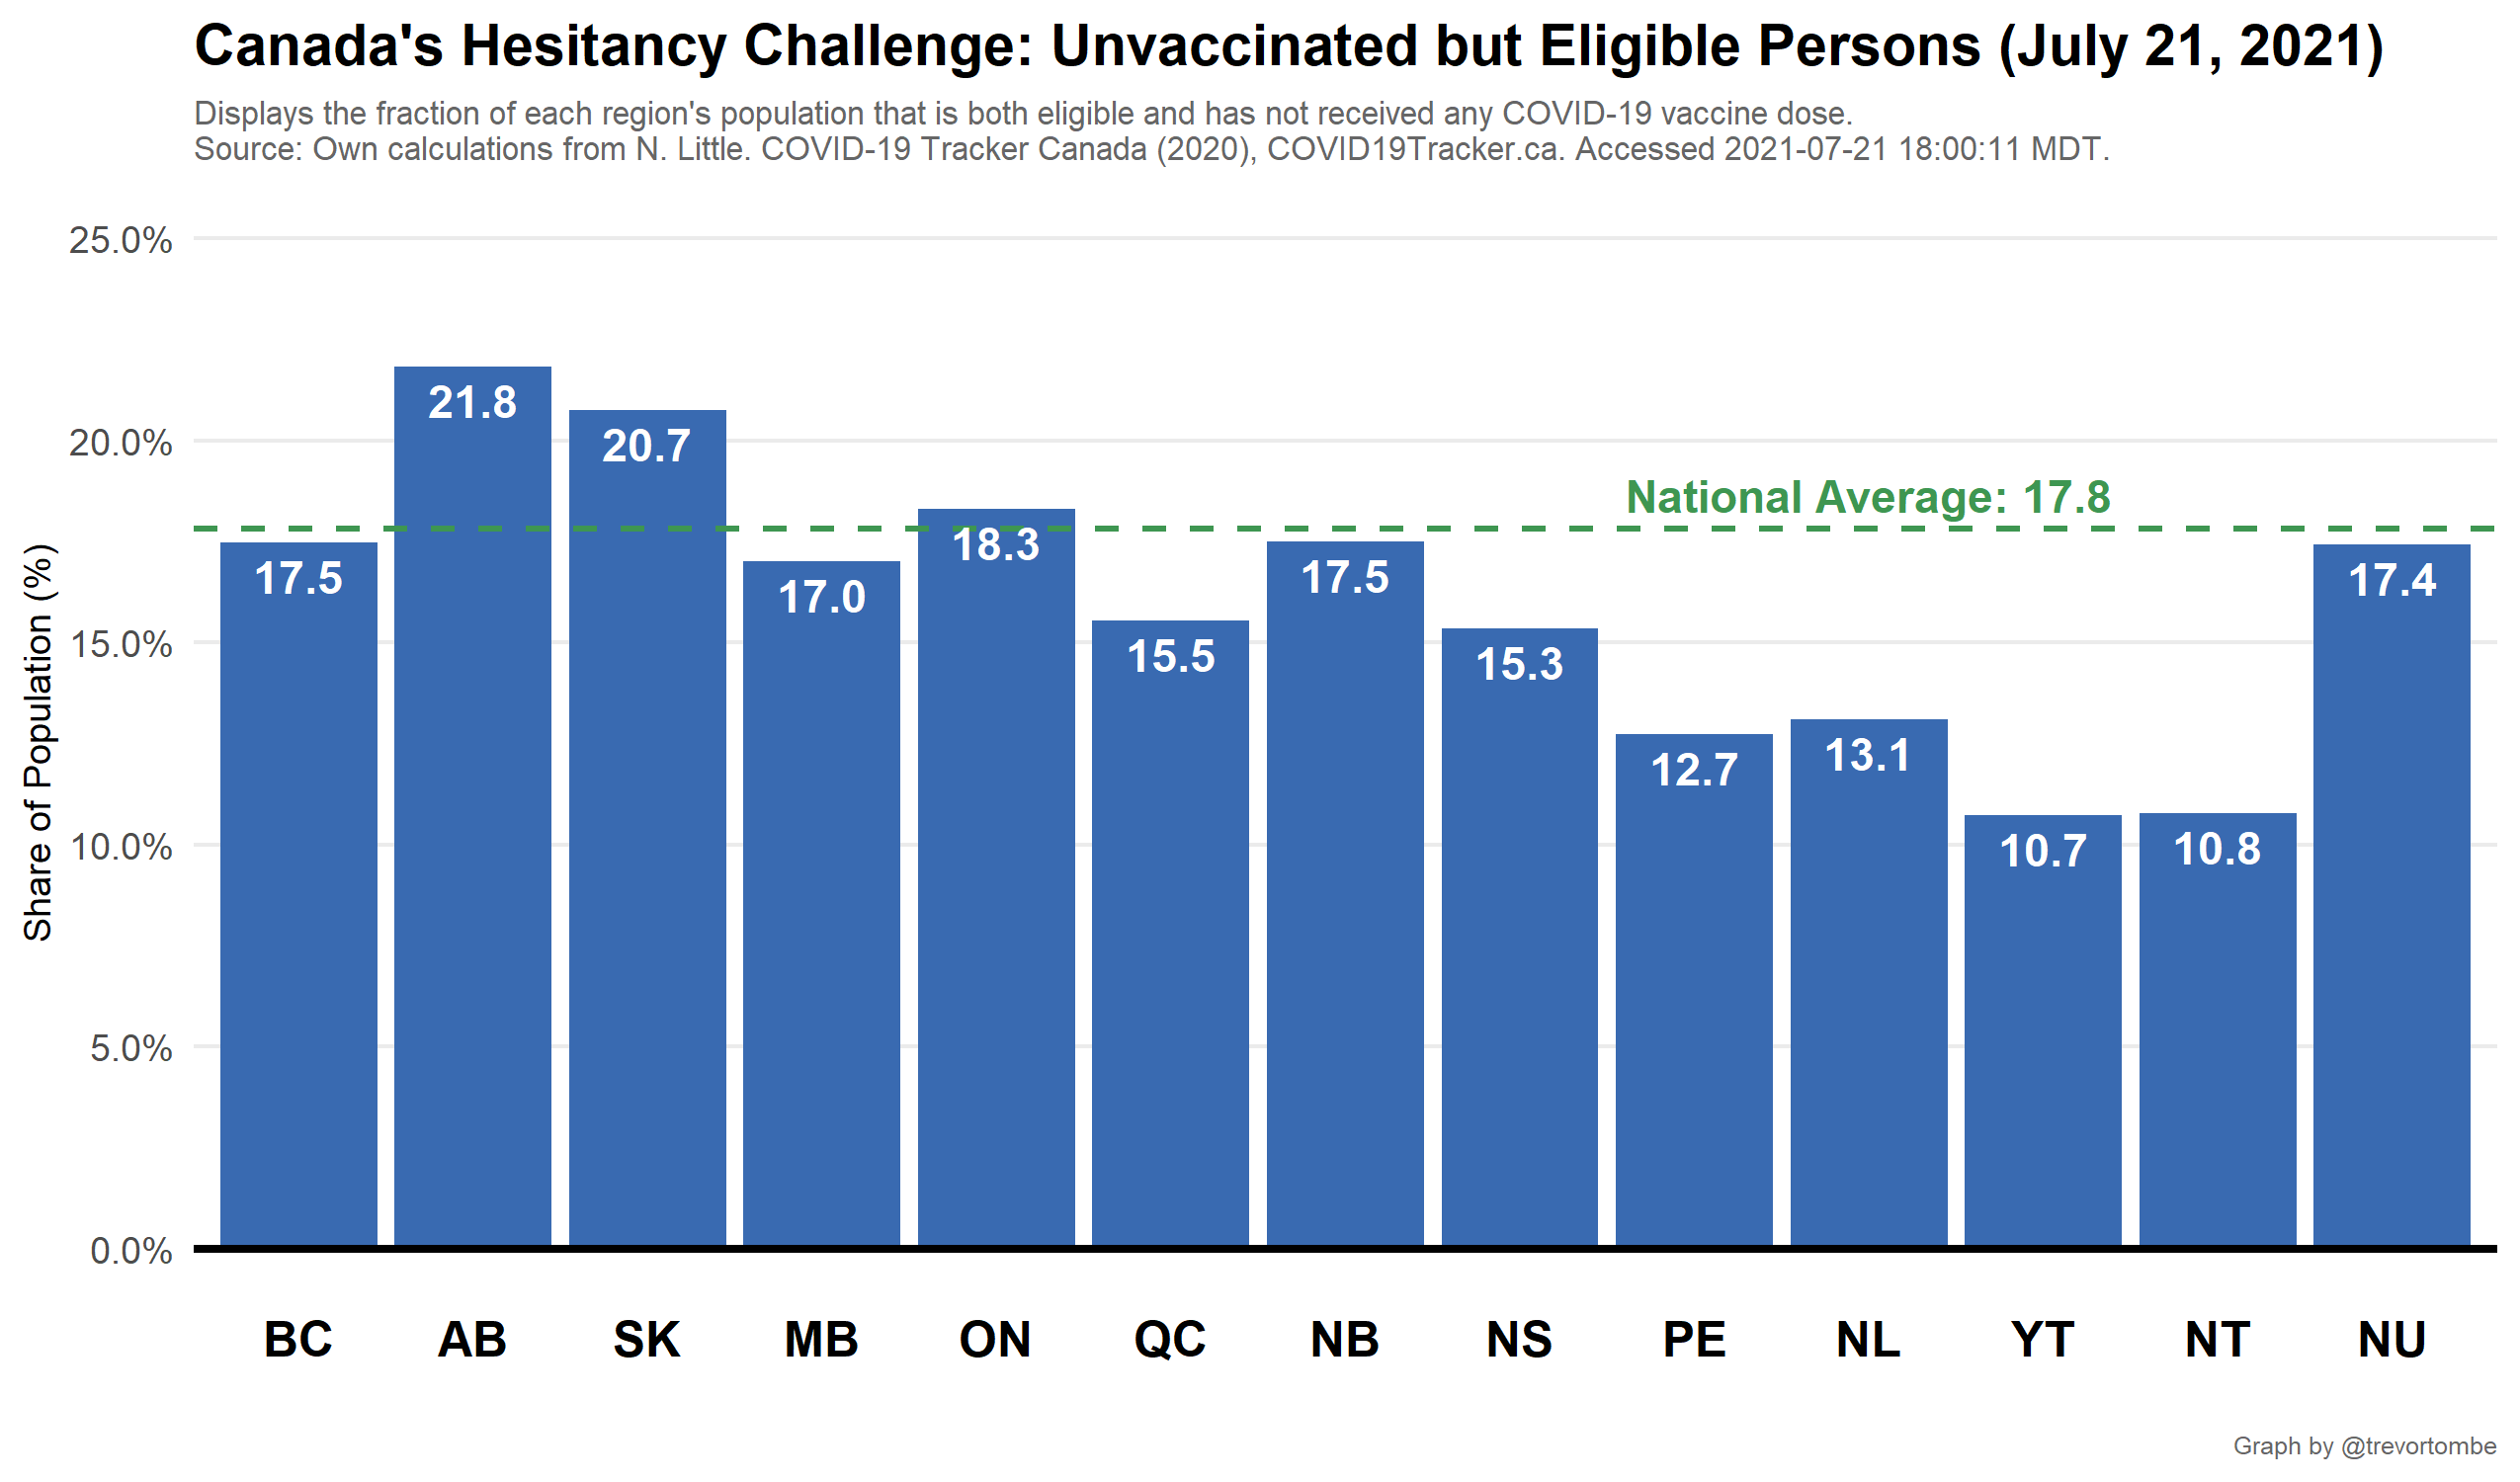 Canada's Hesitancy Challenge: Unvaccinated but Eligible Persons (July 21, 2021)
Displays the fraction of each region's population that is both eligible and has not received any COVID-19 vaccine dose.
Source: Own calculations from N. Little. COVID-19 Tracker Canada (2020), COVID19Tracker.ca. Accessed 2021-07-21 18:00:11 MDT.
Share of Population (%)
25.0%
20.0%
15.0%
10.0%
5.0%
0.0%
National Average: 17.8
17.5
21.8
20.7
17.0
18.3
15.5
17.5
15.3
12.7
13.1
10.7
10.8
17.4
BC AB SK MB ON QC NB NS PE NL YT NT NU
Graph by @trevortombe